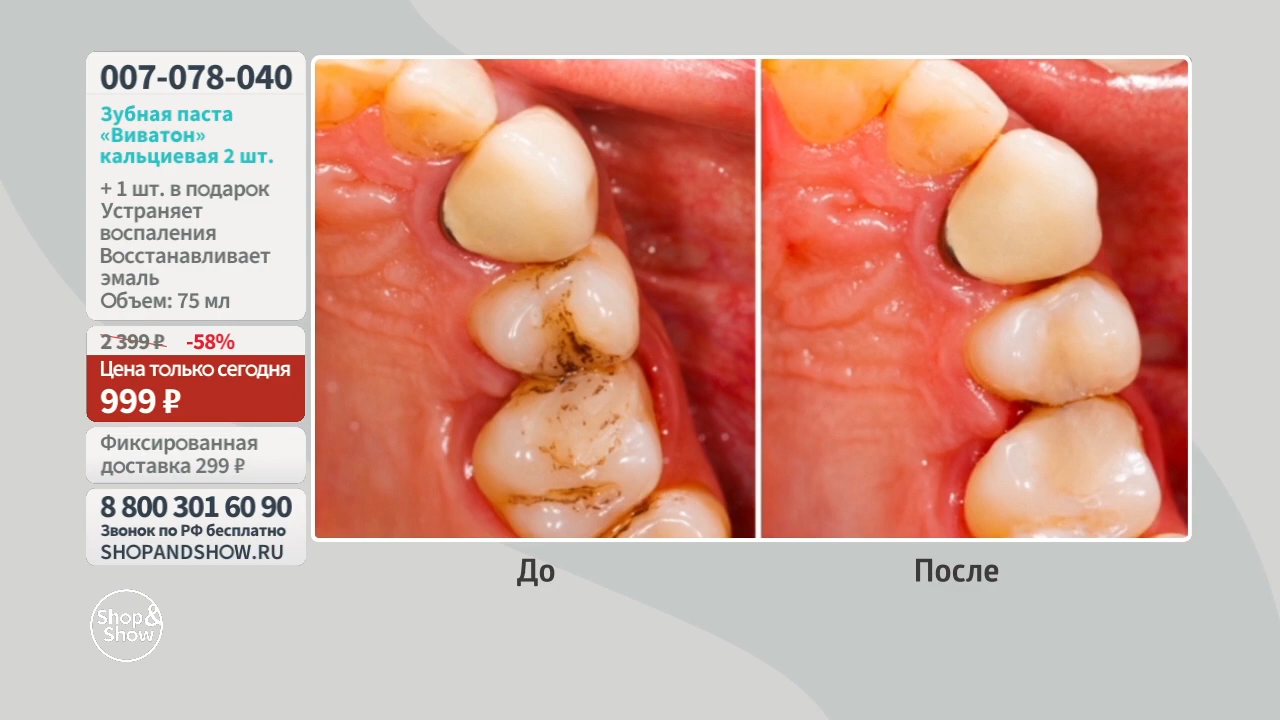 007-078-040
Зубная паста
«Виватон»
кальциевая 2 шт.
+ 1 шт. в подарок
Устраняет
воспаления
Восстанавливает
эмаль
Объем: 75 мл
2 399 ₽ -58%
Цена только сегодня
999 ₽
Фиксированная
доставка 299 ₽
8 800 301 60 90
Звонок по РФ бесплатно
SHOPANDSHOW.RU
До
После
Shop&
Show